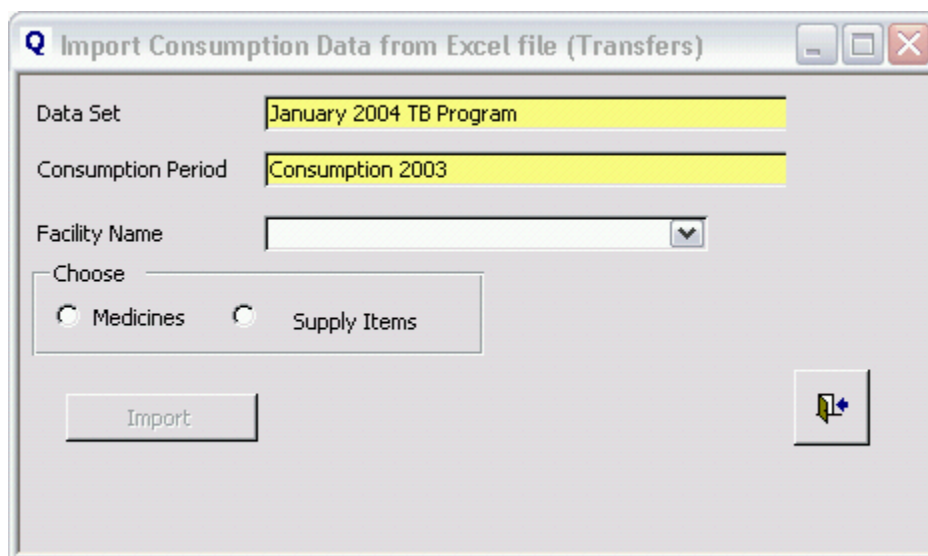 Q Import Consumption Data from Excel file (Transfers)
Data Set January 2004 TB Program
Consumption Period Consumption 2003
Facility Name
Choose
Medicines Supply Items
Import